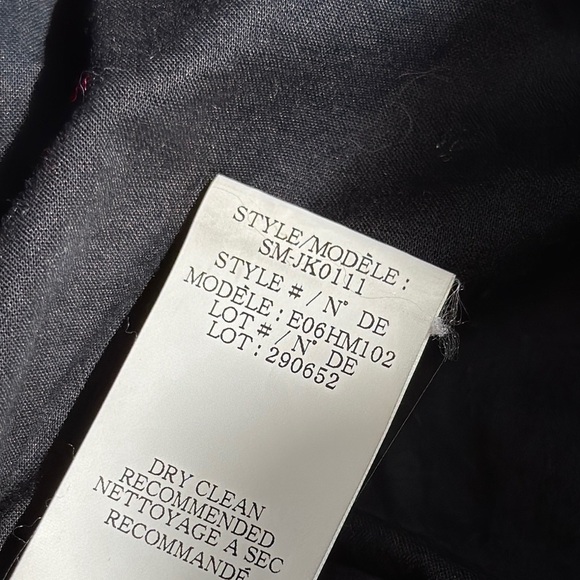 STYLE/MODÈLE :
SM-JK0111
STYLE # / N° DE
MODÈLE : E06HM102
LOT # / N° DE
LOT : 290652
DRY CLEAN
RECOMMENDED
NETTOYAGE A SEC
RECOMMANDÉ